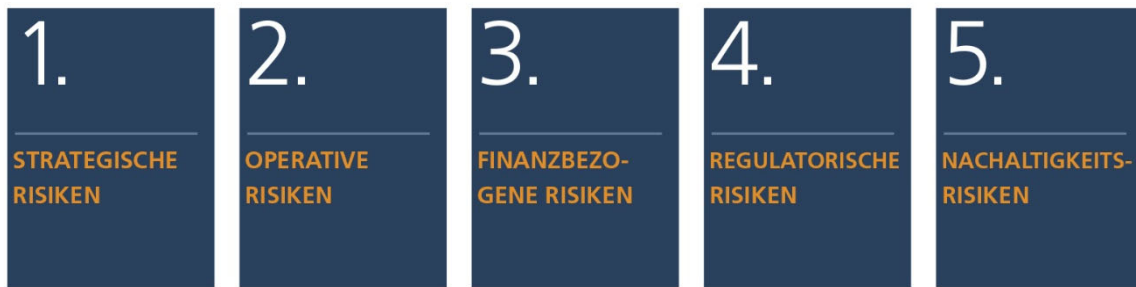 1.
STRATEGISCHE
RISIKEN
2.
OPERATIVE
RISIKEN
3.
FINANZBEZO-
GENE RISIKEN
4.
REGULATORISCHE
RISIKEN
5.
NACHALTIGKEITS-
RISIKEN